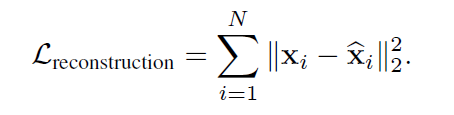 $\mathcal{L}_{\text{reconstruction}} = \sum_{i=1}^{N} \|\mathbf{x}_i - \widehat{\mathbf{x}}_i\|_2^2.$